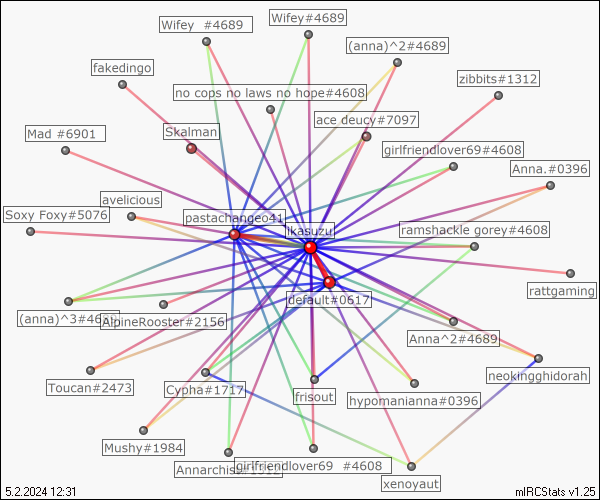 Wifey #4689
Wifey#4689
(anna)^2#4689
fakedingo
zibbits#1312
no cops no laws no hope#4608
ace deucy#7097
Mad #6901
Skalman
girlfriendlover69#4608
Anna.#0396
avelicious
Soxy Foxy#5076
pastachangeo41
ikasuzu
ramshackle gorey#4608
rattgaming
default#0617
(anna)^3#46
AlpineRooster#2156
Anna^2#4689
neokingghidorah
Toucan#2473
Cypha#1717
frisout
hypomanianna#0396
Mushy#1984
girlfriendlover69 #4608
Annarchist#1312
xenoyaut
5.2.2024 12:31
mIRCStats v1.25